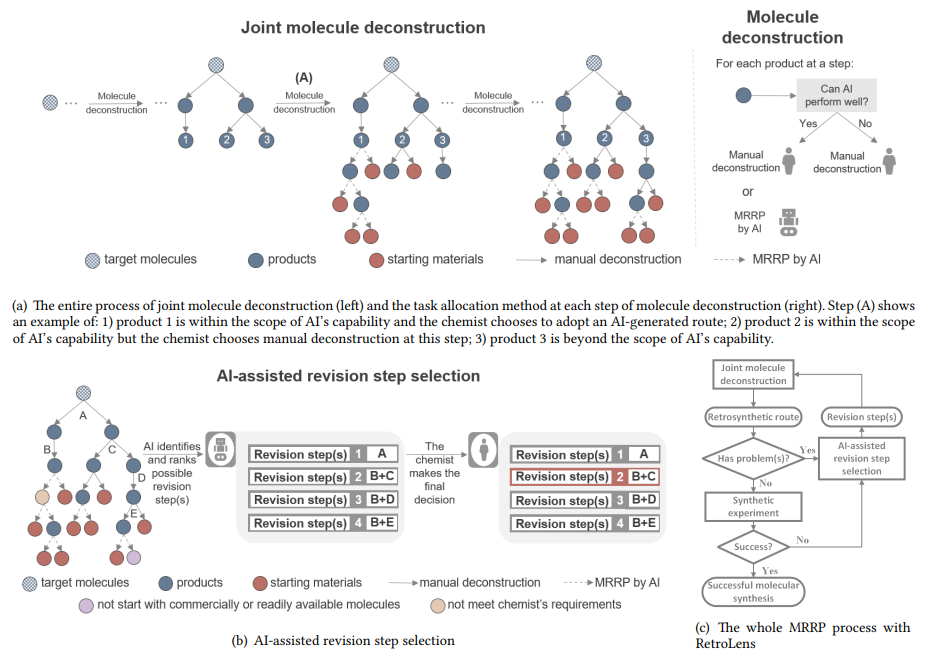 Joint molecule deconstruction
Molecule
deconstruction
For each product at a step:
Can AI
perform well?
Yes
No
Manual
deconstruction
Manual
deconstruction
or
MRRP
by AI
(A)
Molecule
deconstruction
Molecule
deconstruction
Molecule
deconstruction
...
...
...
...
1
2
3
1
2
3
1
2
3
target molecules
products
starting materials
manual deconstruction
MRRP by AI
(a) The entire process of joint molecule deconstruction (left) and the task allocation method at each step of molecule deconstruction (right). Step (A) shows
an example of: 1) product 1 is within the scope of AI's capability and the chemist chooses to adopt an AI-generated route; 2) product 2 is within the scope
of AI's capability but the chemist chooses manual deconstruction at this step; 3) product 3 is beyond the scope of AI's capability.
AI-assisted revision step selection
A
B
C
D
E
AI identifies
and ranks
possible
revision
step(s)
Revision step(s) 1 A
Revision step(s) 2 B+C
Revision step(s) 3 B+D
Revision step(s) 4 B+E
The
chemist
makes the
final
decision
Revision step(s) 1 A
Revision step(s) 2 B+C
Revision step(s) 3 B+D
Revision step(s) 4 B+E
target molecules
products
starting materials
manual deconstruction
MRRP by AI
not start with commercially or readily available molecules
not meet chemist's requirements
(b) AI-assisted revision step selection
Joint molecule
deconstruction
Retrosynthetic route
Revision step(s)
Has problem(s)?
Yes
AI-assisted
revision step
selection
No
Synthetic
experiment
Success?
No
Yes
Successful molecular
synthesis
(c) The whole MRRP process with
RetroLens